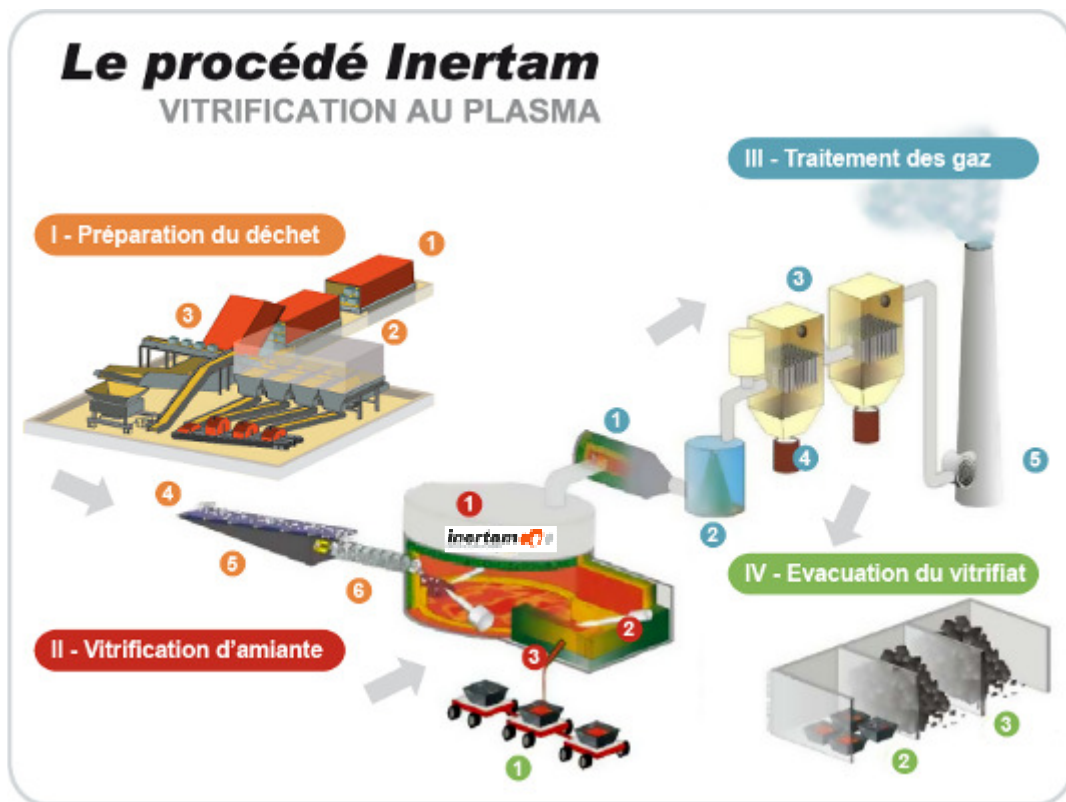 Le procédé Inertam
VITRIFICATION AU PLASMA
III - Traitement des gaz
I - Préparation du déchet
1
2
3
3
1
4
5
2
4
1
inertam
5
6
IV - Evacuation du vitrifiat
II - Vitrification d'amiante
2
3
1
2
3